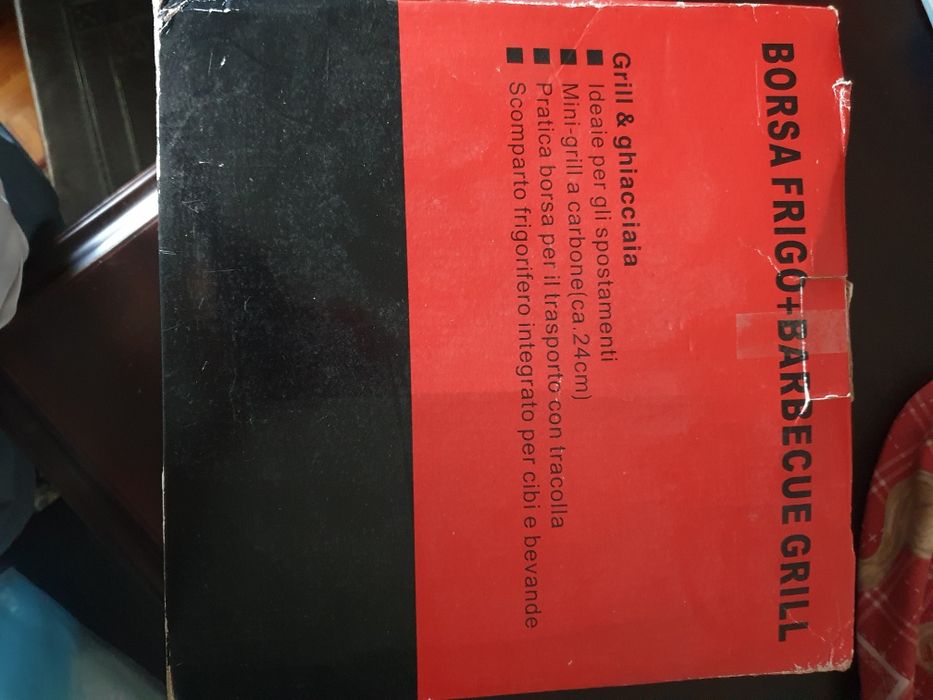 BORSA FRIGO+BARBECUE GRILL
Grill & ghiacciaia
■ Ideaie per gli spostamenti
■ Mini-grill a carbone(ca.24cm)
■ Pratica borsa per il trasporto con tracolla
■ Scomparto frigorifero integrato per cibi e bevande